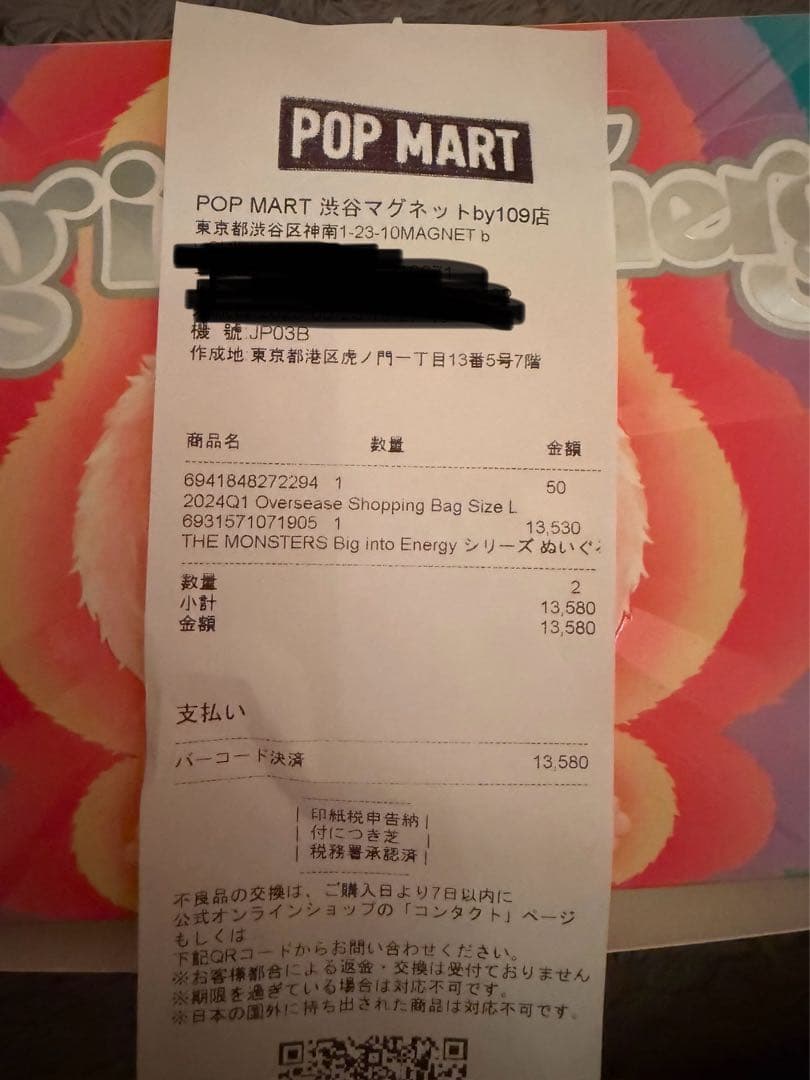 POP MART
POP MART 渋谷マグネットby109店
東京都渋谷区神南1-23-10MAGNET b
機 號:JP03B
作成地:東京都港区虎ノ門一丁目13番5号7階
商品名 数量 金額
6941848272294 1 50
2024Q1 Oversease Shopping Bag Size L
6931571071905 1 13,530
THE MONSTERS Big into Energy シリーズ ぬいぐ
数量 2
小計 13,580
金額 13,580
支払い
バーコード決済 13,580
印紙税申告納
付につき芝
税務署承認済
不良品の交換は、ご購入日より7日以内に
公式オンラインショップの「コンタクト」ページ
もしくは
下記QRコードからお問い合わせください。
※お客様都合による返金・交換は受付ておりません
※期限を過ぎている場合は対応不可です。
※日本の国外に持ち出された商品は対応不可です。